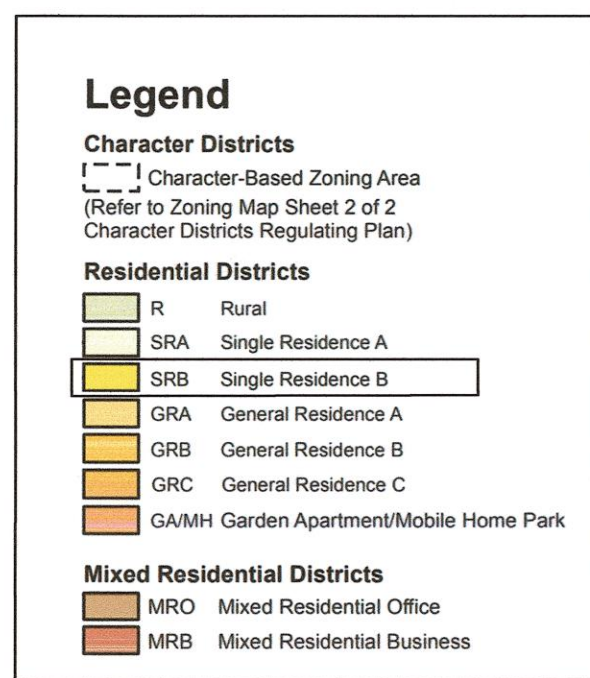 Legend
Character Districts
Character-Based Zoning Area
(Refer to Zoning Map Sheet 2 of 2
Character Districts Regulating Plan)
Residential Districts
R Rural
SRA Single Residence A
SRB Single Residence B
GRA General Residence A
GRB General Residence B
GRC General Residence C
GA/MH Garden Apartment/Mobile Home Park
Mixed Residential Districts
MRO Mixed Residential Office
MRB Mixed Residential Business